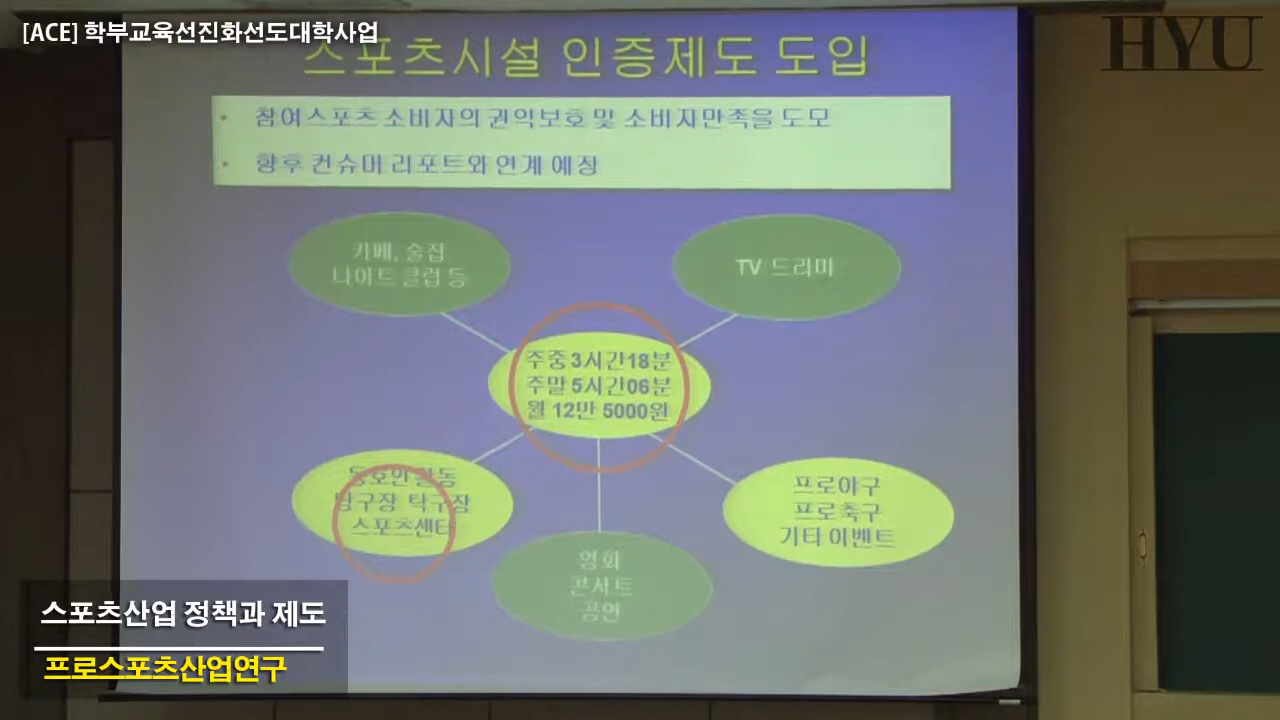 [ACE] 학부교육선진화선도대학사업
HYU
스포츠시설 인증제도 도입
• 참여스포츠 소비자의 권익보호 및 소비자만족을 도모
• 향후 컨슈머 리포트와 연계 예정
카페, 술집
나이트 클럽 등
TV 드라마
주중 3시간18분
주말 5시간06분
월 12만 5000원
동호인 활동
당구장 탁구장
스포츠센터
프로야구
프로축구
기타 이벤트
영화
콘서트
공연
스포츠산업 정책과 제도
프로스포츠산업연구